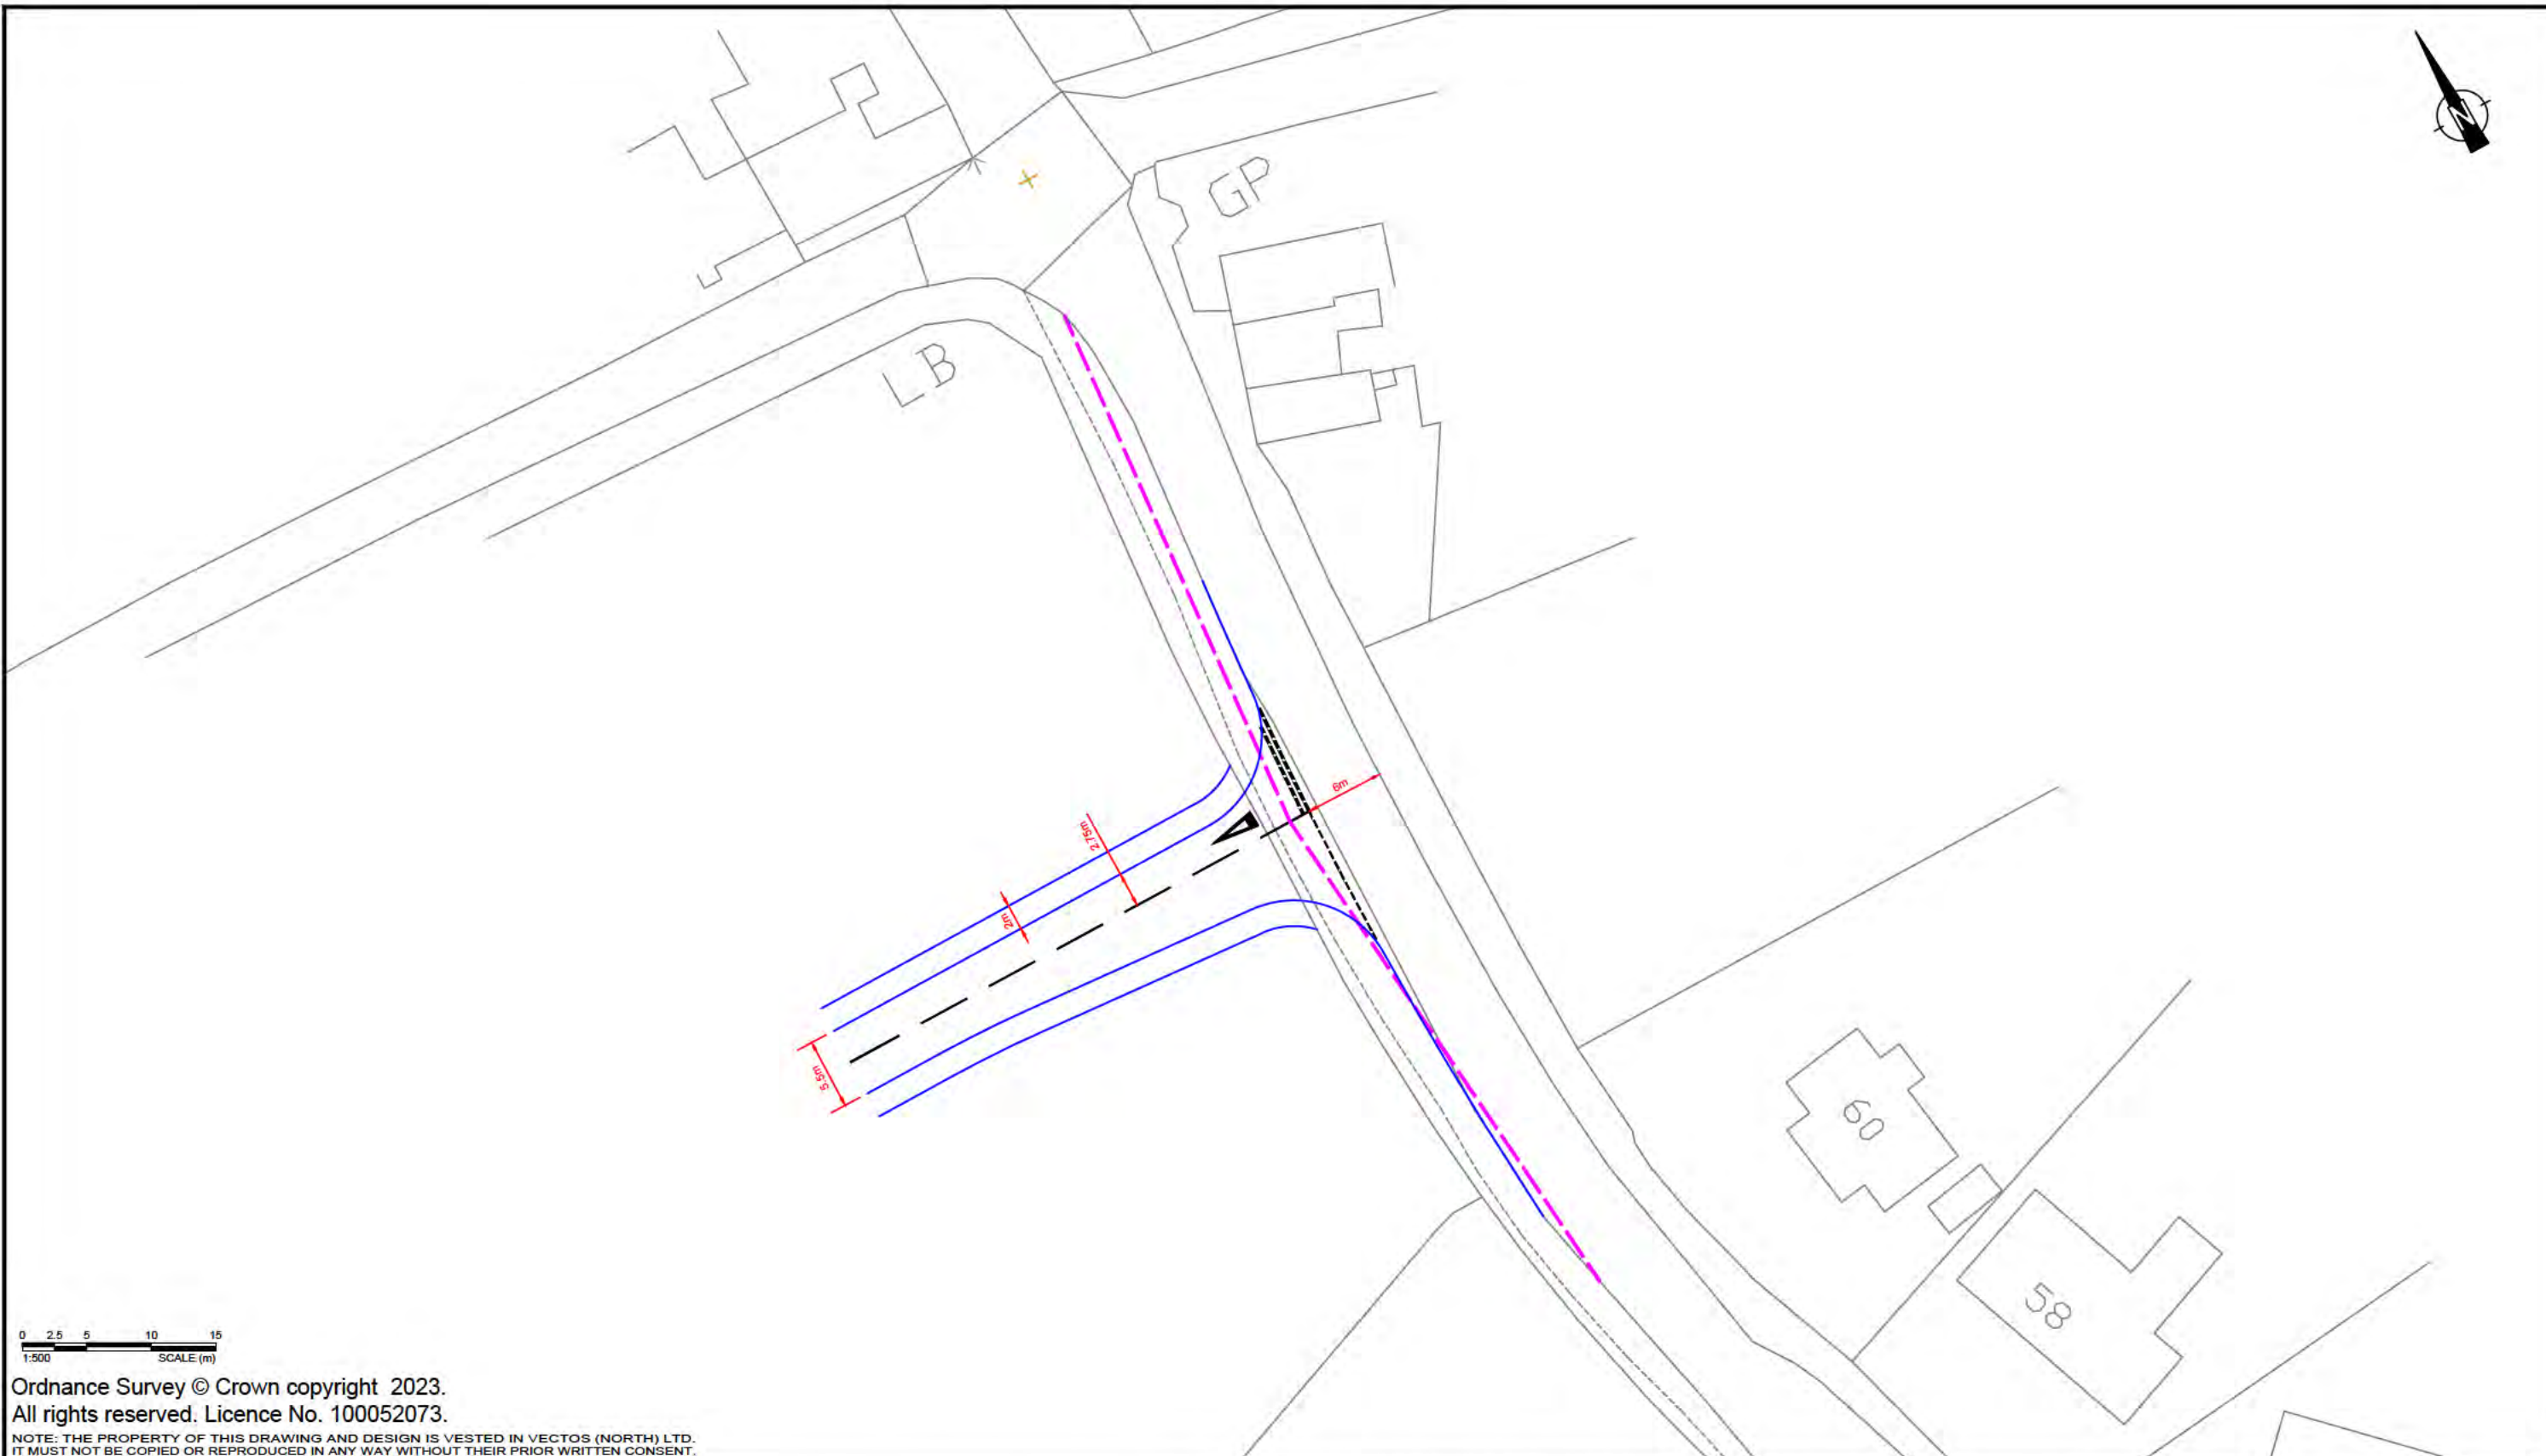 N
GP
LB
6m
2.75m
2m
5.5m
60
58
0 2.5 5 10 15
1:500 SCALE (m)
Ordnance Survey © Crown copyright 2023.
All rights reserved. Licence No. 100052073.
NOTE: THE PROPERTY OF THIS DRAWING AND DESIGN IS VESTED IN VECTOS (NORTH) LTD.
IT MUST NOT BE COPIED OR REPRODUCED IN ANY WAY WITHOUT THEIR PRIOR WRITTEN CONSENT.